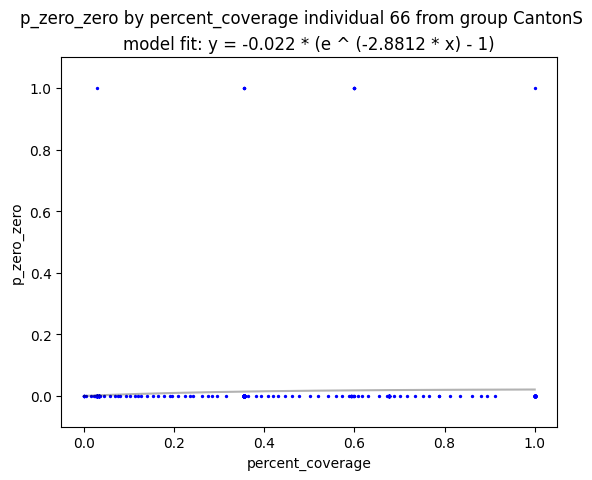 p_zero_zero by percent_coverage individual 66 from group CantonS
model fit: y = -0.022 * (e ^ (-2.8812 * x) - 1)
1.0
0.8
0.6
0.4
0.2
0.0
p_zero_zero
0.0 0.2 0.4 0.6 0.8 1.0
percent_coverage